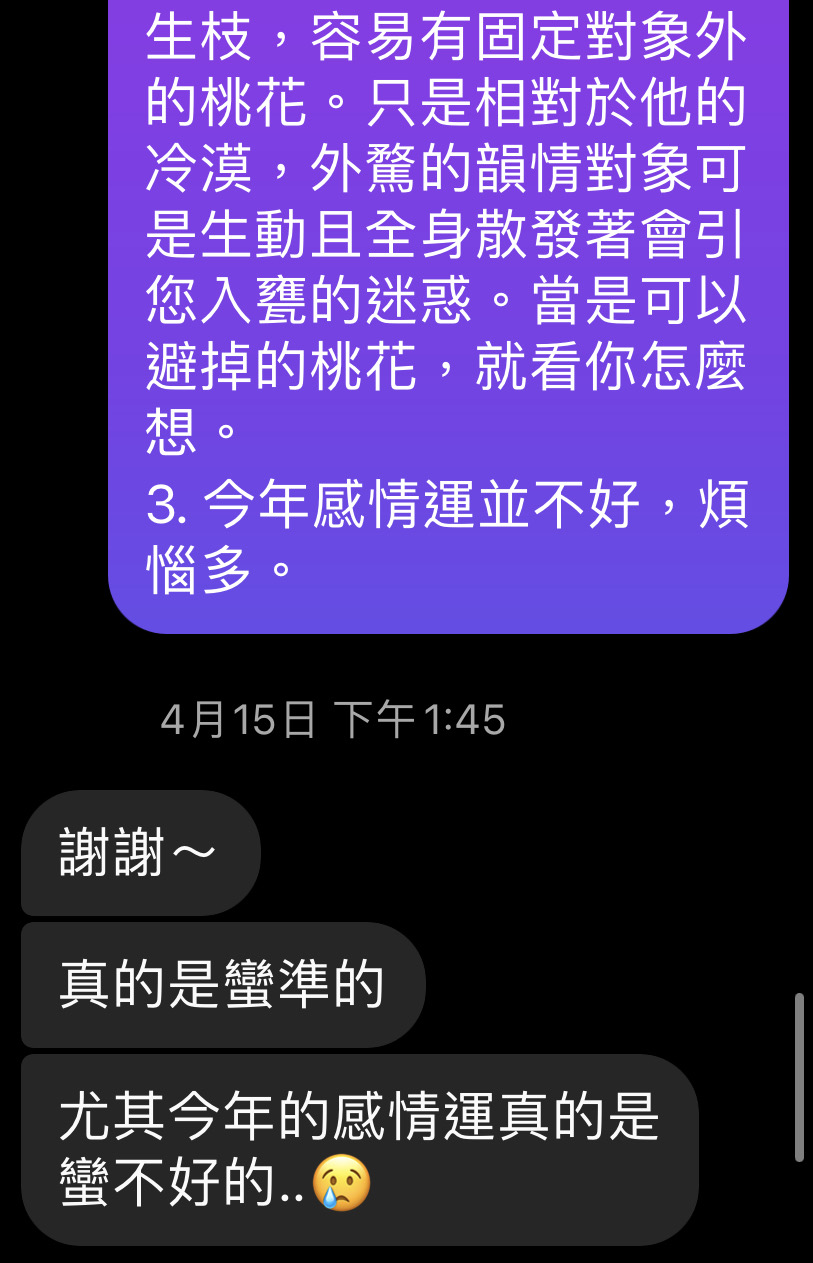 生枝，容易有固定對象外
的桃花。只是相對於他的
冷漠，外騖的韻情對象可
是生動且全身散發著會引
您入甕的迷惑。當是可以
避掉的桃花，就看你怎麼
想。
3. 今年感情運並不好，煩
惱多。
4月15日 下午1:45
謝謝～
真的是蠻準的
尤其今年的感情運真的是
蠻不好的..😢